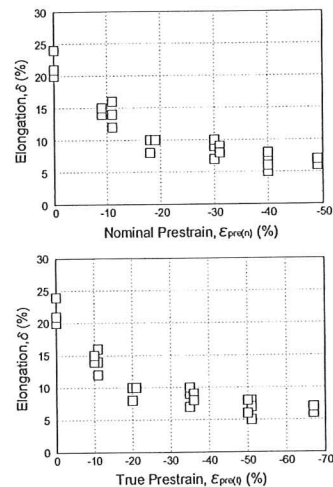 30
25
20
15
10
5
0
Elongation, δ (%)
0 -10 -20 -30 -40 -50
Nominal Prestrain, εpre(n) (%)
30
25
20
15
10
5
0
Elongation, δ (%)
0 -10 -20 -30 -40 -50 -60 -70
True Prestrain, εpre(t) (%)